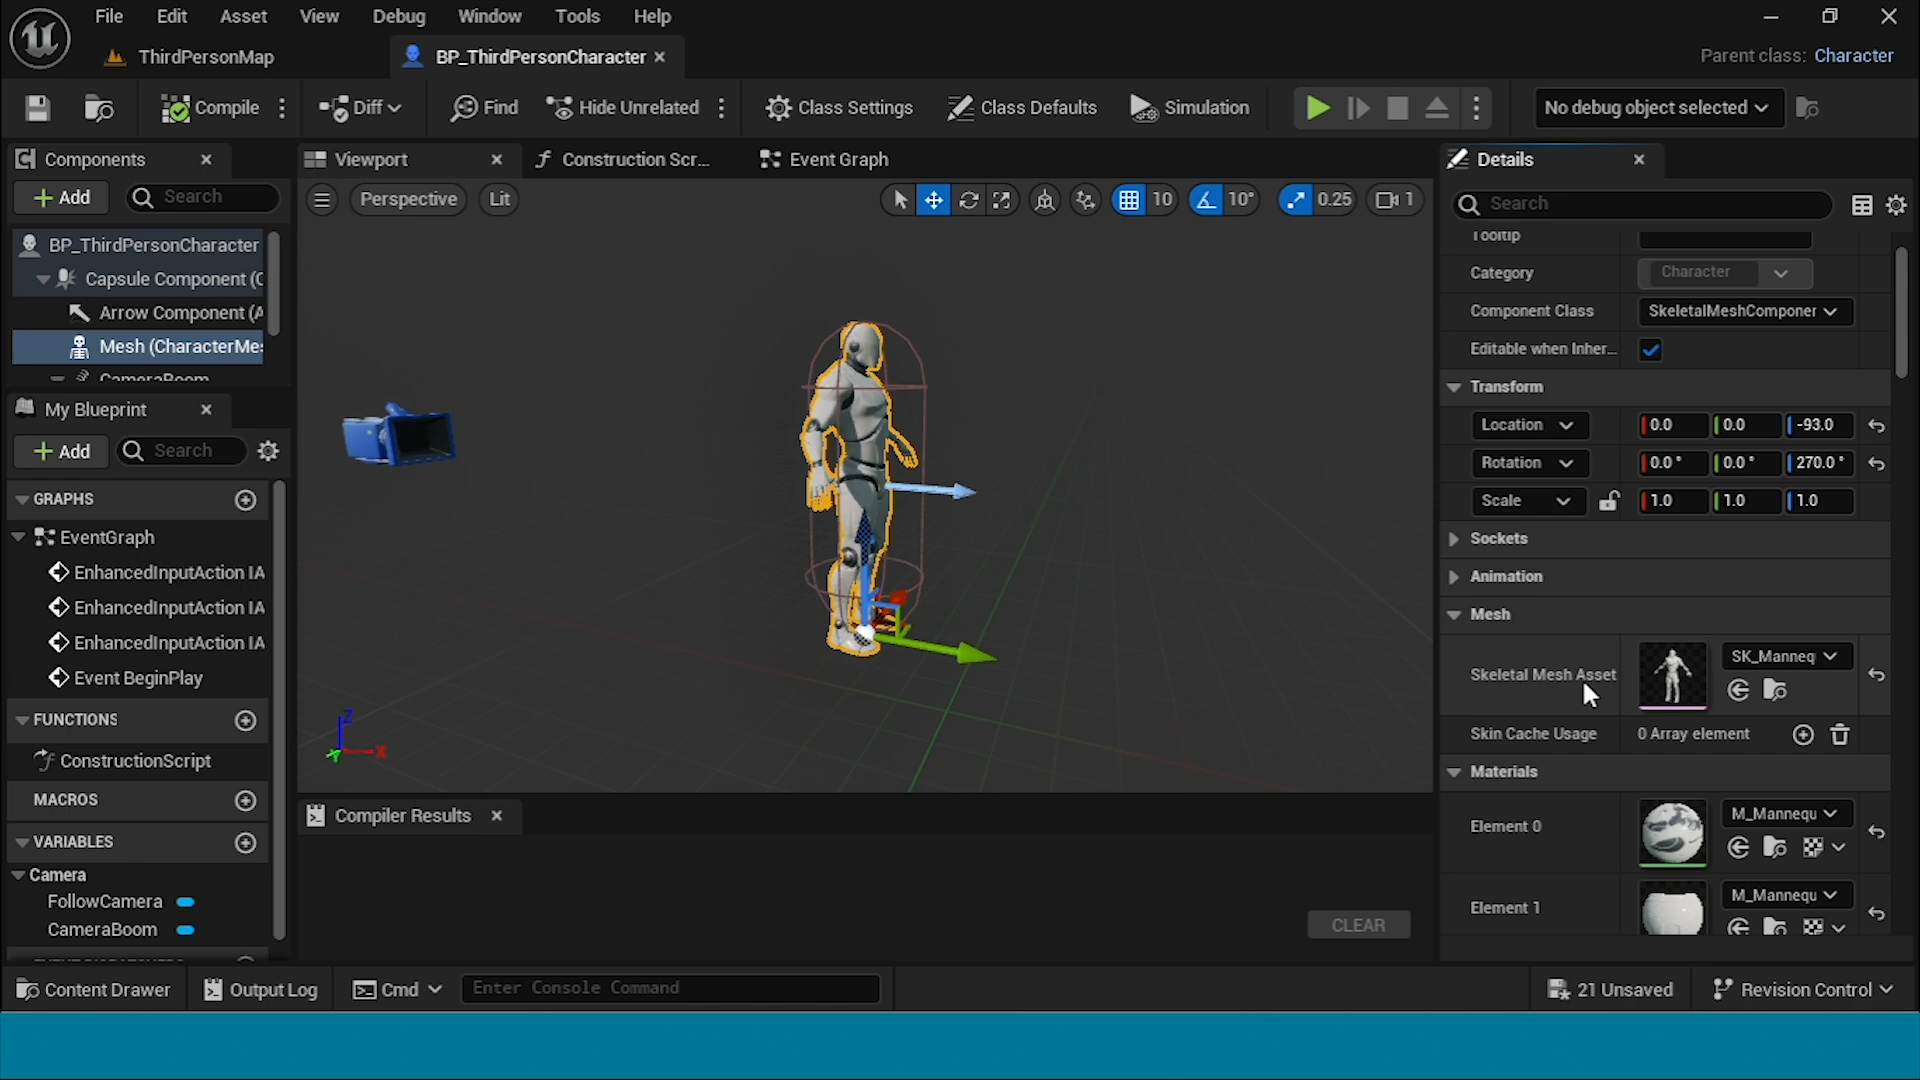 File Edit Asset View Debug Window Tools Help
ThirdPersonMap
BP_ThirdPersonCharacter
Parent class: Character
Compile
Diff
Find
Hide Unrelated
Class Settings
Class Defaults
Simulation
No debug object selected
Components
Add
Search
BP_ThirdPersonCharacter
Capsule Component (C
Arrow Component (A
Mesh (CharacterMe
CameraBoom
My Blueprint
Add
Search
GRAPHS
EventGraph
EnhancedInputAction IA
EnhancedInputAction IA
EnhancedInputAction IA
Event BeginPlay
FUNCTIONS
ConstructionScript
MACROS
VARIABLES
Camera
FollowCamera
CameraBoom
Viewport
Construction Scr...
Event Graph
Perspective
Lit
10
10°
0.25
1
Z
X
Y
Compiler Results
CLEAR
Details
Search
Tooltip
Category Character
Component Class SkeletalMeshComponer
Editable when Inher...
Transform
Location 0.0 0.0 -93.0
Rotation 0.0° 0.0° 270.0°
Scale 1.0 1.0 1.0
Sockets
Animation
Mesh
Skeletal Mesh Asset SK_Manneq
Skin Cache Usage 0 Array element
Materials
Element 0 M_Mannequ
Element 1 M_Mannequ
Content Drawer
Output Log
Cmd
Enter Console Command
21 Unsaved
Revision Control